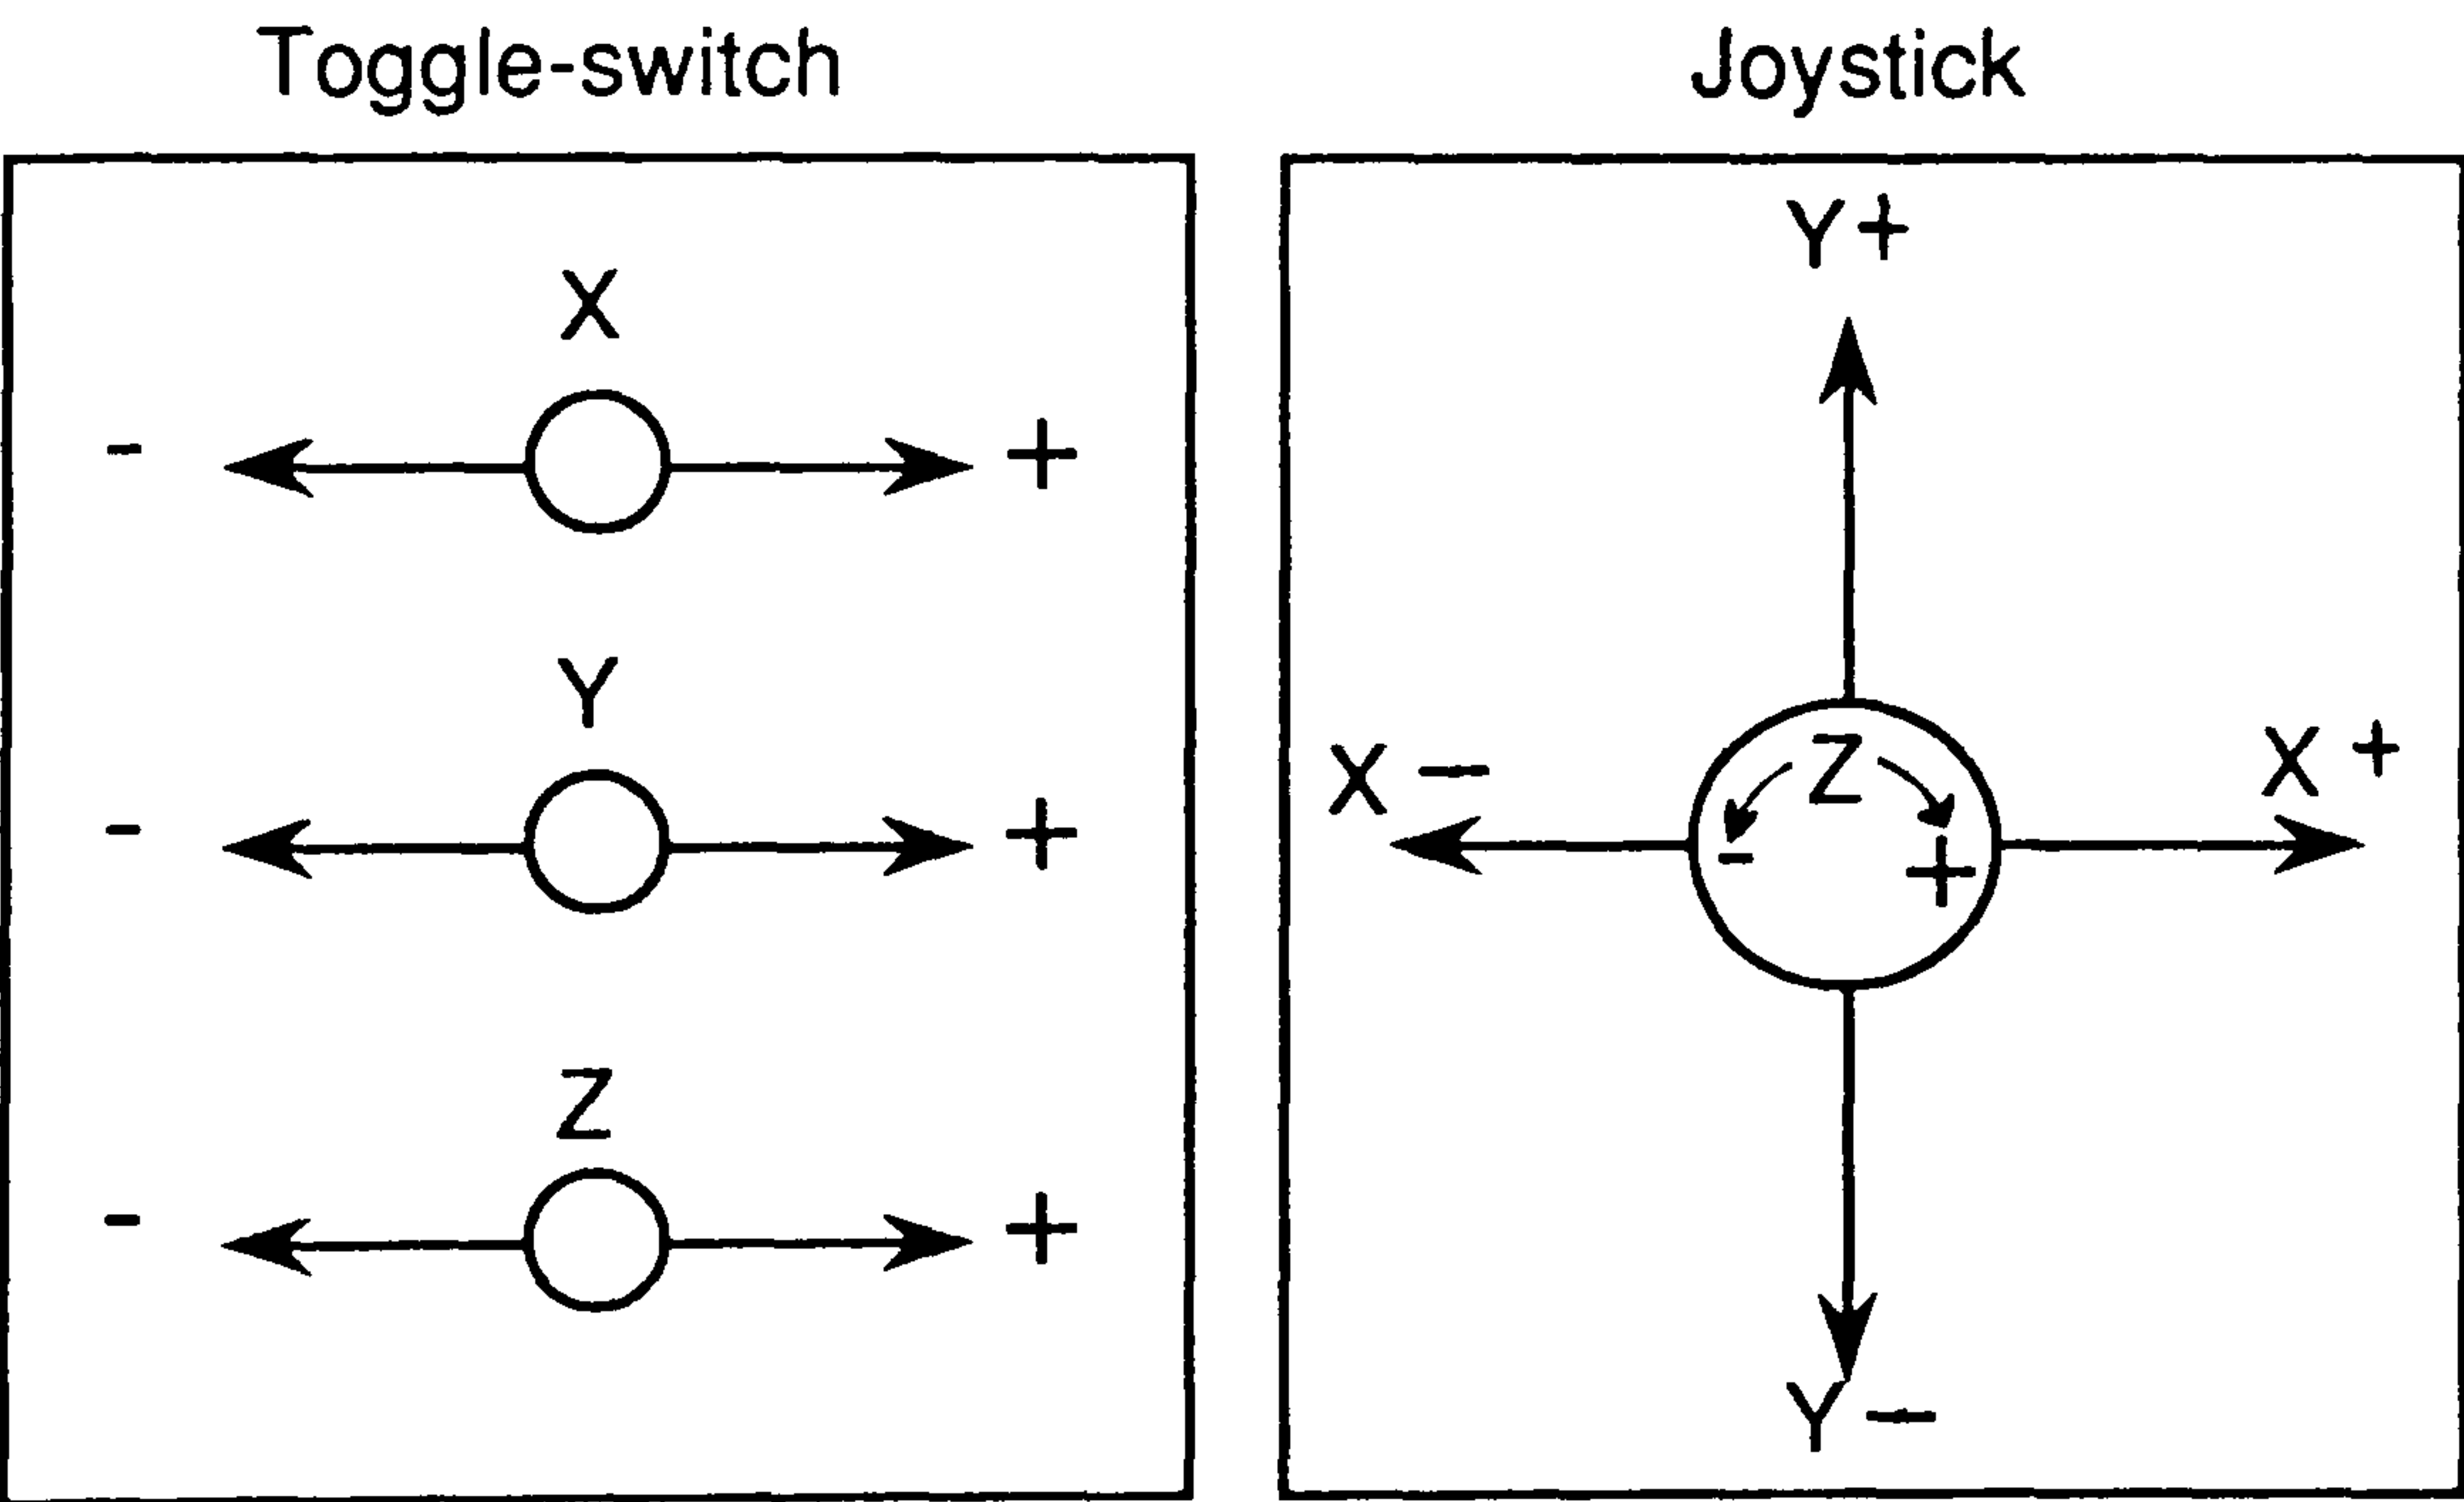 Toggle-switch
X
- +
Y
- +
Z
- +
Joystick
Y+
X − X +
Z
- +
Y−